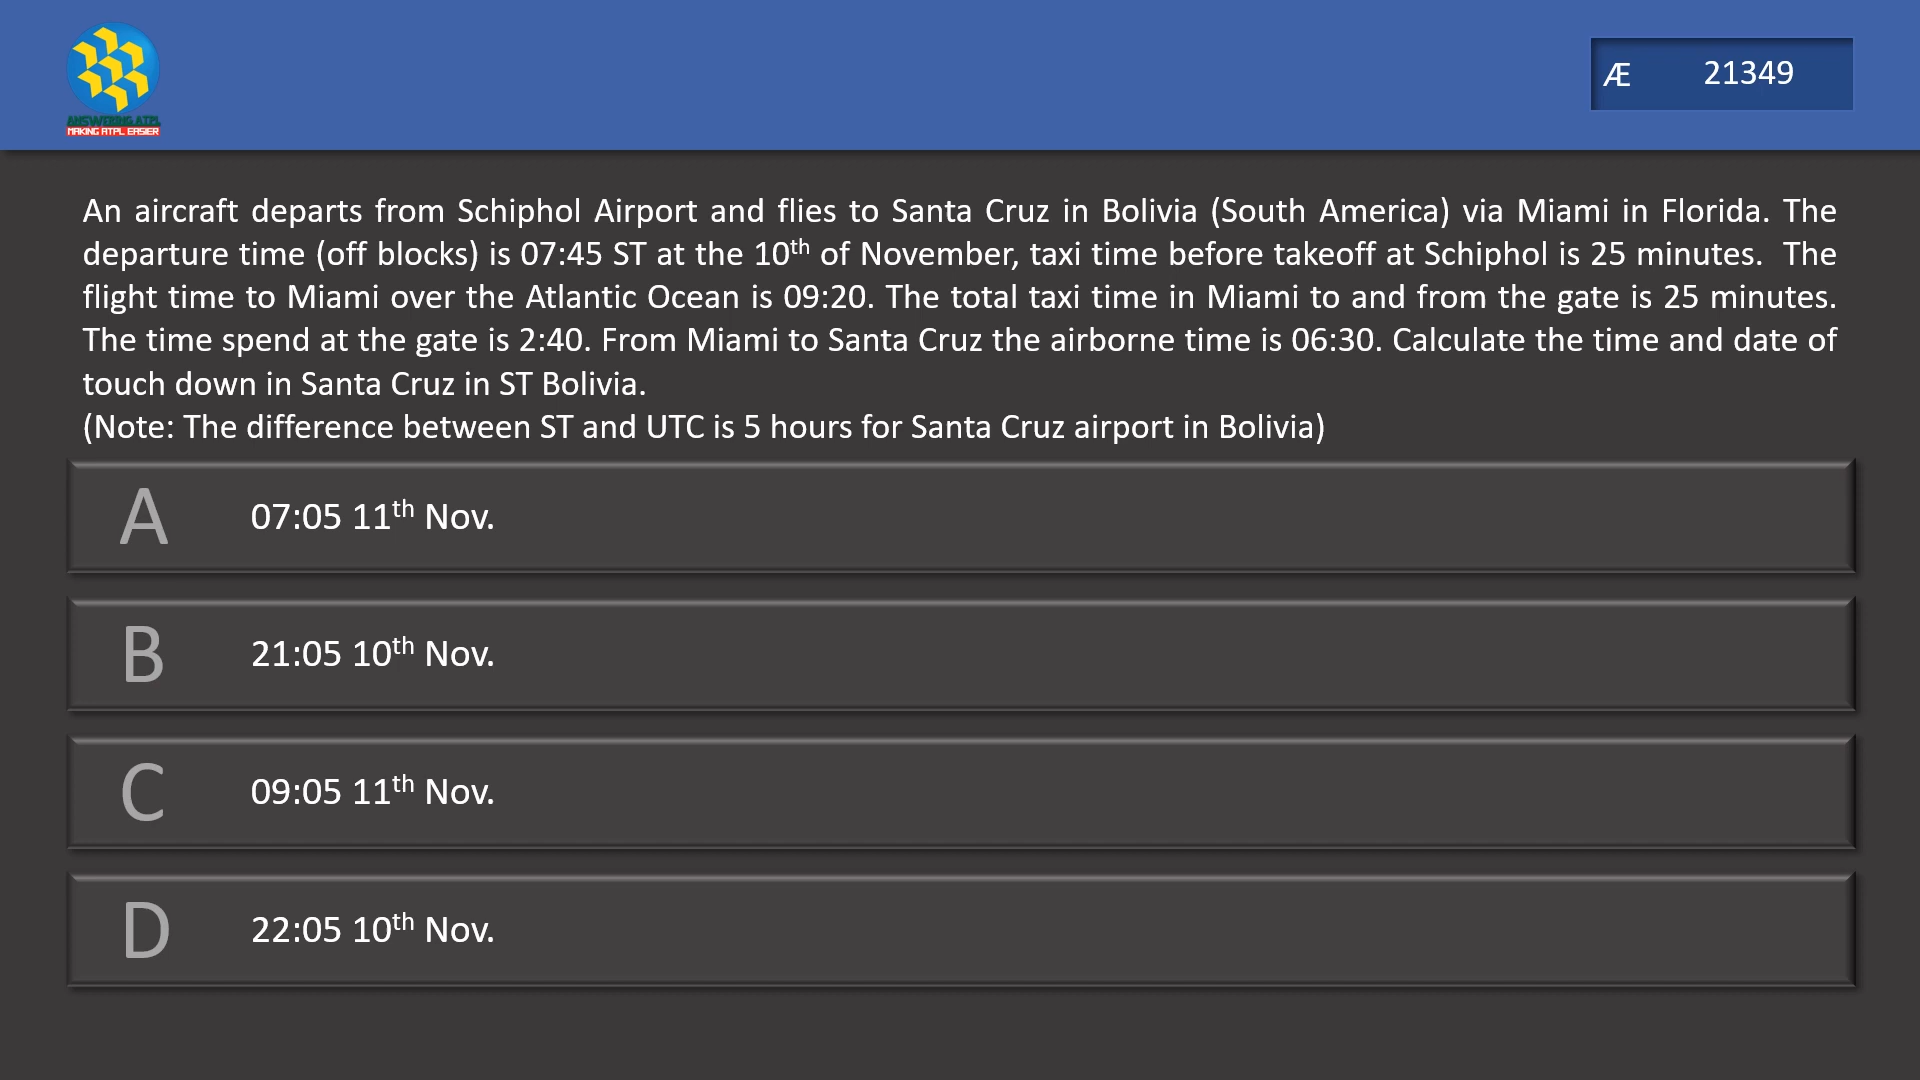 ANSWERING ATPL
MAKING ATPL EASIER
Æ 21349
An aircraft departs from Schiphol Airport and flies to Santa Cruz in Bolivia (South America) via Miami in Florida. The
departure time (off blocks) is 07:45 ST at the 10th of November, taxi time before takeoff at Schiphol is 25 minutes. The
flight time to Miami over the Atlantic Ocean is 09:20. The total taxi time in Miami to and from the gate is 25 minutes.
The time spend at the gate is 2:40. From Miami to Santa Cruz the airborne time is 06:30. Calculate the time and date of
touch down in Santa Cruz in ST Bolivia.
(Note: The difference between ST and UTC is 5 hours for Santa Cruz airport in Bolivia)
A 07:05 11th Nov.
B 21:05 10th Nov.
C 09:05 11th Nov.
D 22:05 10th Nov.